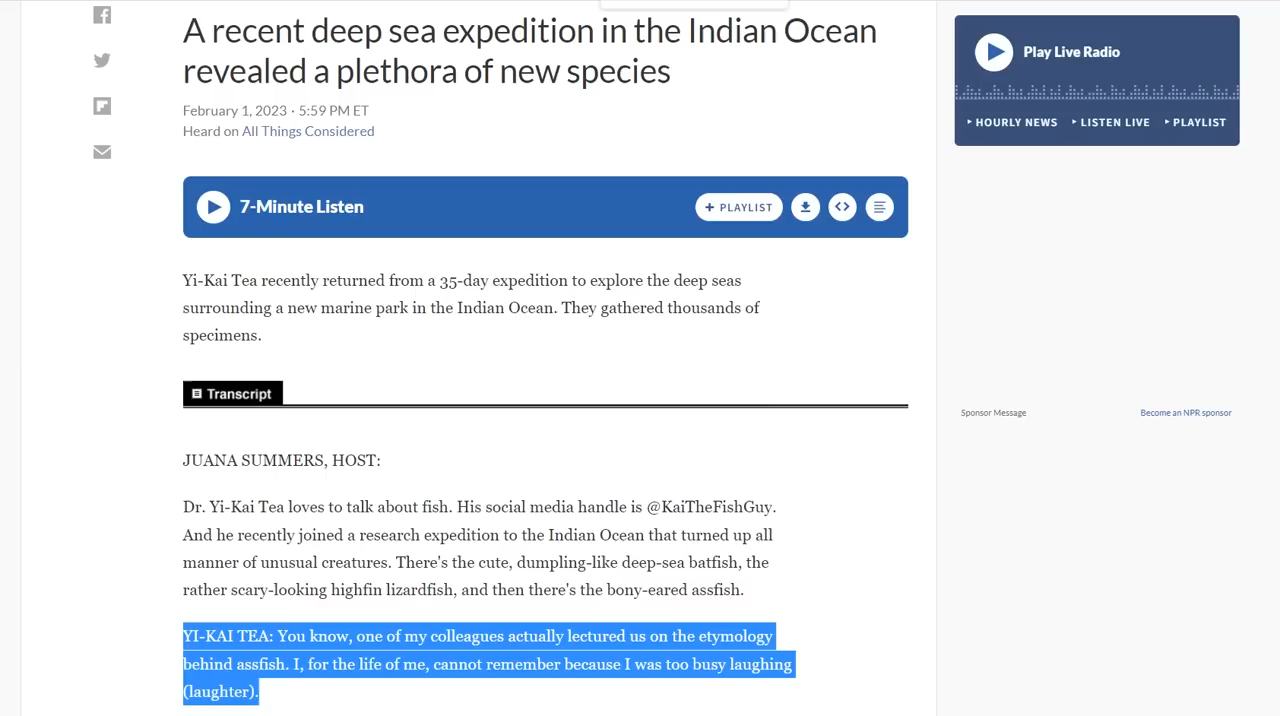 A recent deep sea expedition in the Indian Ocean
revealed a plethora of new species
February 1, 2023 · 5:59 PM ET
Heard on All Things Considered
7-Minute Listen
+ PLAYLIST
Yi-Kai Tea recently returned from a 35-day expedition to explore the deep seas
surrounding a new marine park in the Indian Ocean. They gathered thousands of
specimens.
Transcript
JUANA SUMMERS, HOST:
Dr. Yi-Kai Tea loves to talk about fish. His social media handle is @KaiTheFishGuy.
And he recently joined a research expedition to the Indian Ocean that turned up all
manner of unusual creatures. There's the cute, dumpling-like deep-sea batfish, the
rather scary-looking highfin lizardfish, and then there's the bony-eared assfish.
YI-KAI TEA: You know, one of my colleagues actually lectured us on the etymology
behind assfish. I, for the life of me, cannot remember because I was too busy laughing
(laughter).
Play Live Radio
HOURLY NEWS LISTEN LIVE PLAYLIST
Sponsor Message Become an NPR sponsor